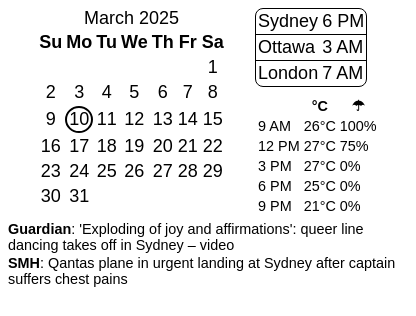 March 2025
Su Mo Tu We Th Fr Sa
1
2 3 4 5 6 7 8
9 10 11 12 13 14 15
16 17 18 19 20 21 22
23 24 25 26 27 28 29
30 31
Sydney 6 PM
Ottawa 3 AM
London 7 AM
°C ☂
9 AM 26°C 100%
12 PM 27°C 75%
3 PM 27°C 0%
6 PM 25°C 0%
9 PM 21°C 0%
Guardian: 'Exploding of joy and affirmations': queer line
dancing takes off in Sydney – video
SMH: Qantas plane in urgent landing at Sydney after captain
suffers chest pains